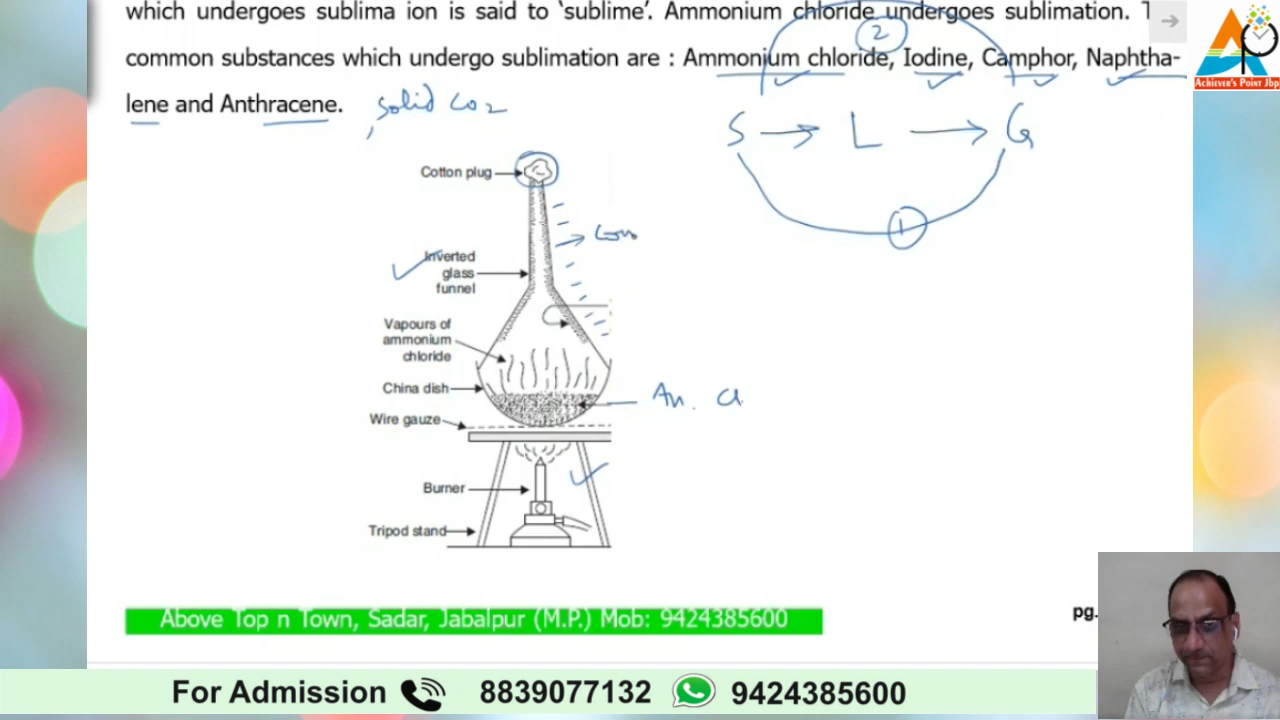 which undergoes sublima ion is said to 'sublime'. Ammonium chloride undergoes sublimation. T
common substances which undergo sublimation are : Ammonium chloride, Iodine, Camphor, Naphtha-
lene and Anthracene. , solid CO2
ACHIEVER'S POINT Jbp
S → L → G
2
1
Cotton plug
Inverted
glass
funnel
Vapours of
ammonium
chloride
China dish
Am. Cl
Wire gauze
Burner
Tripod stand
Above Top n Town, Sadar, Jabalpur (M.P.) Mob: 9424385600
pg.
For Admission 8839077132 9424385600